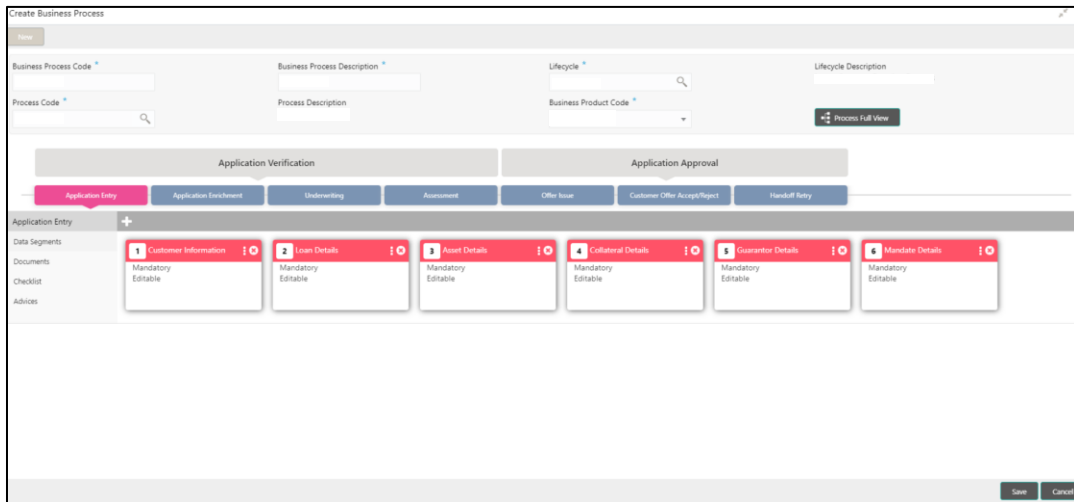 Create Business Process
New
Business Process Code *
Business Process Description *
Lifecycle *
Lifecycle Description
Process Code *
Process Description
Business Product Code *
Process Full View
Application Verification
Application Approval
Application Entry
Application Enrichment
Underwriting
Assessment
Offer Issue
Customer Offer Accept/Reject
Handoff Retry
Application Entry
Data Segments
Documents
Checklist
Advices
1 Customer Information
Mandatory
Editable
2 Loan Details
Mandatory
Editable
3 Asset Details
Mandatory
Editable
4 Collateral Details
Mandatory
Editable
5 Guarantor Details
Mandatory
Editable
6 Mandate Details
Mandatory
Editable
Save
Cancel